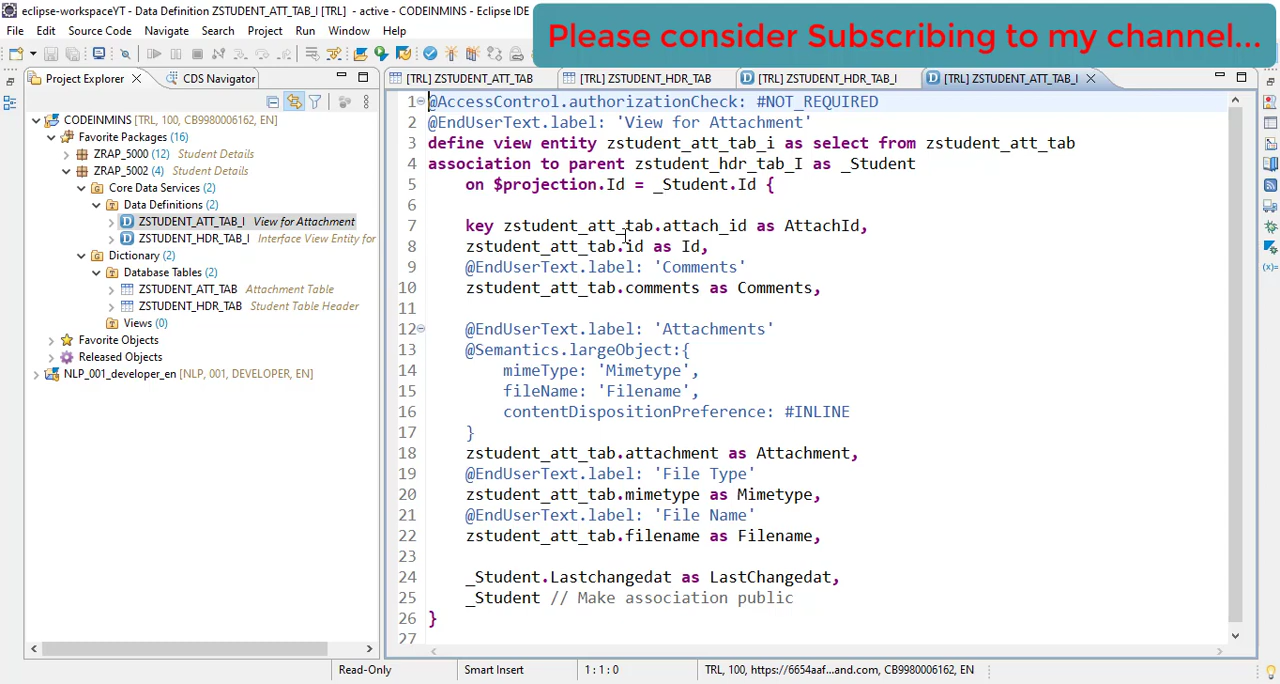 eclipse-workspaceYT - Data Definition ZSTUDENT_ATT_TAB_I [TRL] - active - CODEINMINS - Eclipse IDE
Please consider Subscribing to my channel...
File Edit Source Code Navigate Search Project Run Window Help
Project Explorer
CDS Navigator
[TRL] ZSTUDENT_ATT_TAB
[TRL] ZSTUDENT_HDR_TAB
[TRL] ZSTUDENT_HDR_TAB_I
[TRL] ZSTUDENT_ATT_TAB_I
CODEINMINS [TRL, 100, CB9980006162, EN]
Favorite Packages (16)
ZRAP_5000 (12) Student Details
ZRAP_5002 (4) Student Details
Core Data Services (2)
Data Definitions (2)
ZSTUDENT_ATT_TAB_I View for Attachment
ZSTUDENT_HDR_TAB_I Interface View Entity for
Dictionary (2)
Database Tables (2)
ZSTUDENT_ATT_TAB Attachment Table
ZSTUDENT_HDR_TAB Student Table Header
Views (0)
Favorite Objects
Released Objects
NLP_001_developer_en [NLP, 001, DEVELOPER, EN]
1 @AccessControl.authorizationCheck: #NOT_REQUIRED
2 @EndUserText.label: 'View for Attachment'
3 define view entity zstudent_att_tab_i as select from zstudent_att_tab
4 association to parent zstudent_hdr_tab_I as _Student
5 on $projection.Id = _Student.Id {
6
7 key zstudent_att_tab.attach_id as AttachId,
8 zstudent_att_tab.id as Id,
9 @EndUserText.label: 'Comments'
10 zstudent_att_tab.comments as Comments,
11
12 @EndUserText.label: 'Attachments'
13 @Semantics.largeObject:{
14 mimeType: 'Mimetype',
15 fileName: 'Filename',
16 contentDispositionPreference: #INLINE
17 }
18 zstudent_att_tab.attachment as Attachment,
19 @EndUserText.label: 'File Type'
20 zstudent_att_tab.mimetype as Mimetype,
21 @EndUserText.label: 'File Name'
22 zstudent_att_tab.filename as Filename,
23
24 _Student.Lastchangedat as LastChangedat,
25 _Student // Make association public
26 }
27
Read-Only
Smart Insert
1 : 1 : 0
TRL, 100, https://6654aaf...and.com, CB9980006162, EN